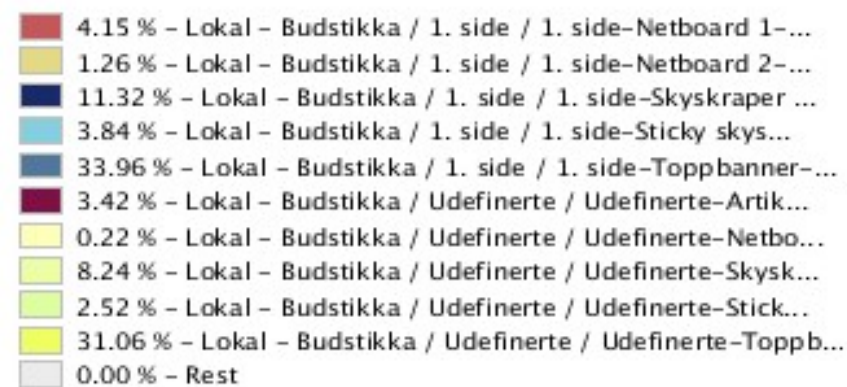 4.15 % – Lokal – Budstikka / 1. side / 1. side–Netboard 1–...
1.26 % – Lokal – Budstikka / 1. side / 1. side–Netboard 2–...
11.32 % – Lokal – Budstikka / 1. side / 1. side–Skyskraper ...
3.84 % – Lokal – Budstikka / 1. side / 1. side–Sticky skys...
33.96 % – Lokal – Budstikka / 1. side / 1. side–Toppbanner–...
3.42 % – Lokal – Budstikka / Udefinerte / Udefinerte–Artik...
0.22 % – Lokal – Budstikka / Udefinerte / Udefinerte–Netbo...
8.24 % – Lokal – Budstikka / Udefinerte / Udefinerte–Skysk...
2.52 % – Lokal – Budstikka / Udefinerte / Udefinerte–Stick...
31.06 % – Lokal – Budstikka / Udefinerte / Udefinerte–Toppb...
0.00 % – Rest